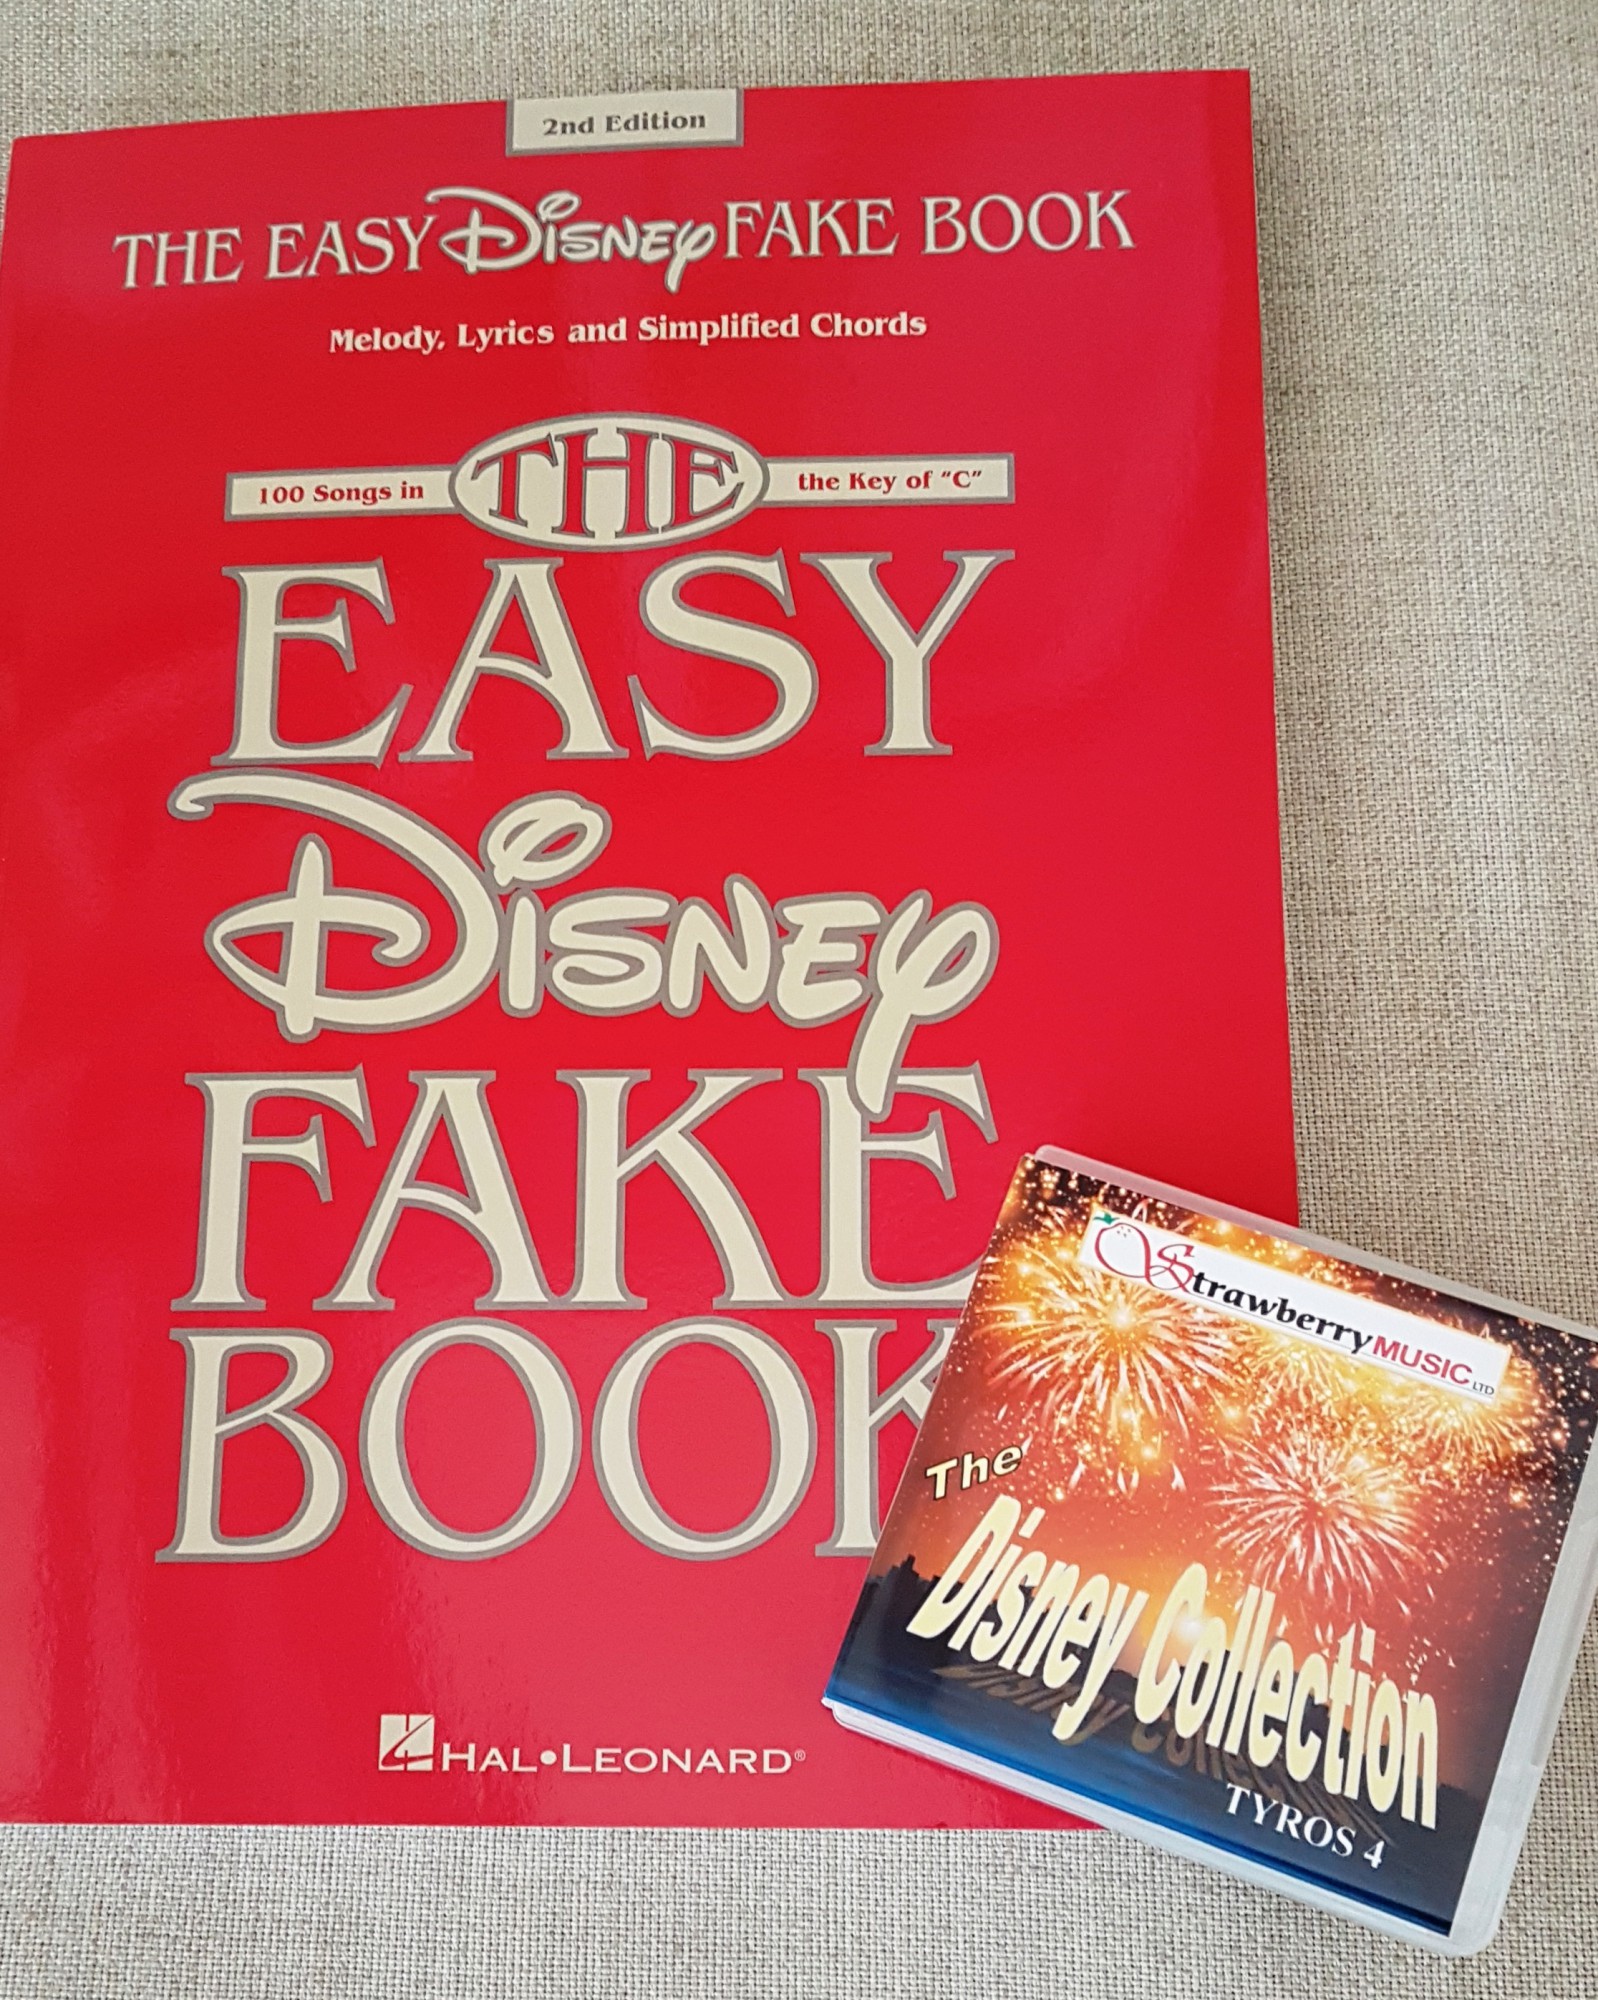 2nd Edition
THE EASY Disney FAKE BOOK
Melody, Lyrics and Simplified Chords
100 Songs in THE the Key of "C"
EASY
Disney
FAKE
BOOK
HAL•LEONARD®
StrawberryMUSIC LTD
The
Disney Collection
TYROS 4